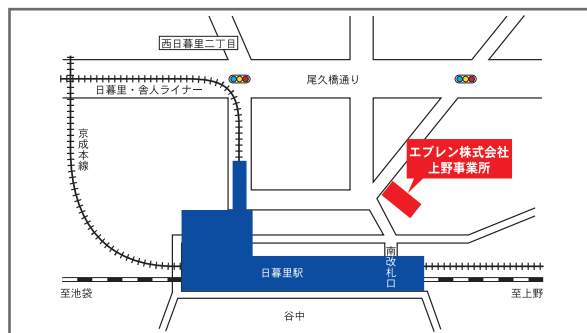 西日暮里二丁目
尾久橋通り
日暮里・舎人ライナー
京成本線
エブレン株式会社
上野事業所
南改札口
日暮里駅
至池袋
至上野
谷中